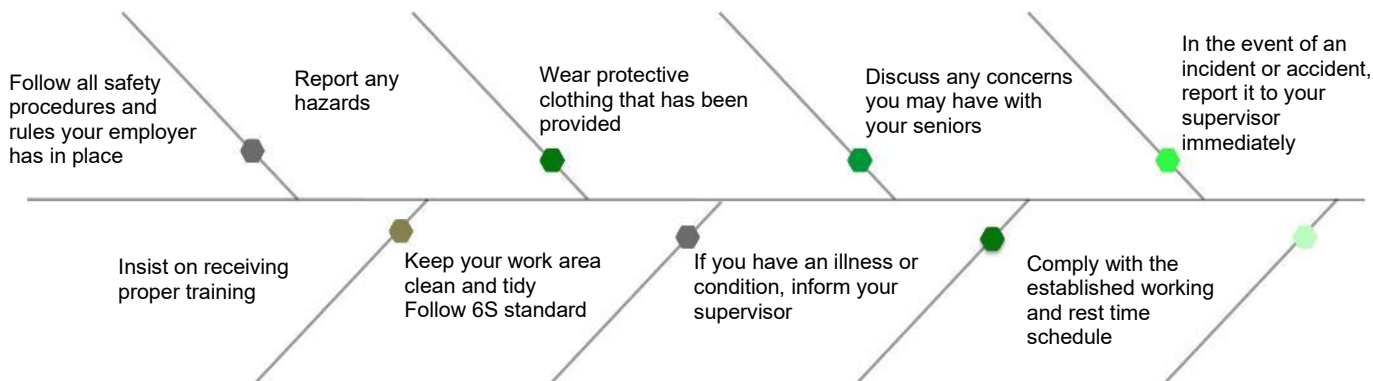 Follow all safety
procedures and
rules your employer
has in place
Report any
hazards
Wear protective
clothing that has been
provided
Discuss any concerns
you may have with
your seniors
In the event of an
incident or accident,
report it to your
supervisor
immediately
Insist on receiving
proper training
Keep your work area
clean and tidy
Follow 6S standard
If you have an illness or
condition, inform your
supervisor
Comply with the
established working
and rest time
schedule